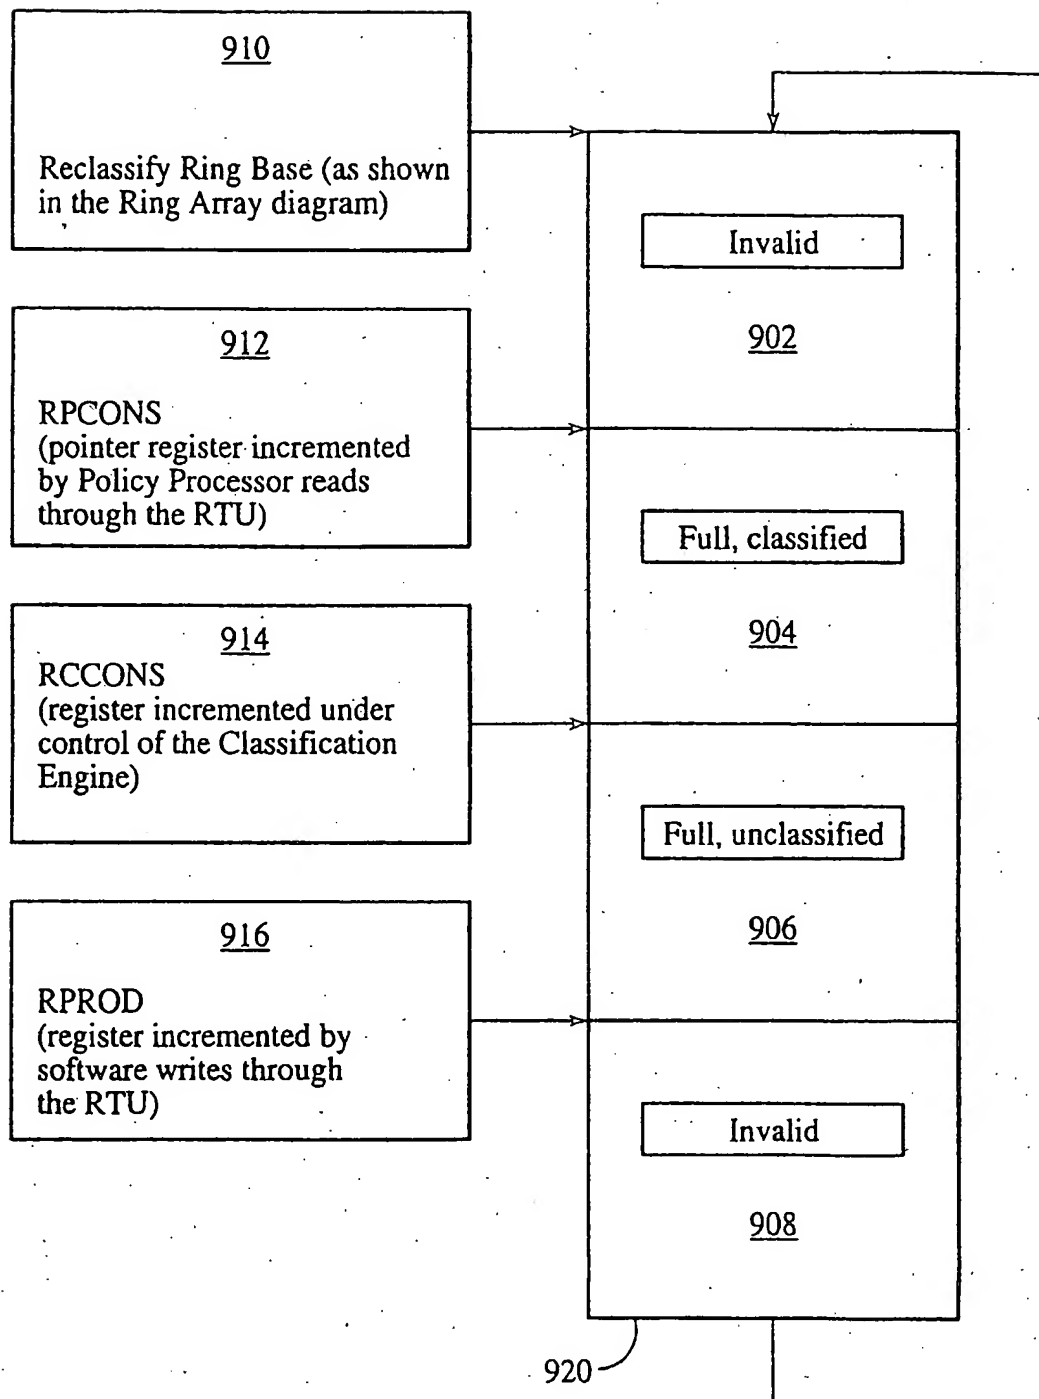 910
Reclassify Ring Base (as shown
in the Ring Array diagram)
912
RPCONS
(pointer register incremented
by Policy Processor reads
through the RTU)
914
RCCONS
(register incremented under
control of the Classification
Engine)
916
RPROD
(register incremented by
software writes through
the RTU)
Invalid
902
Full, classified
904
Full, unclassified
906
Invalid
908
920